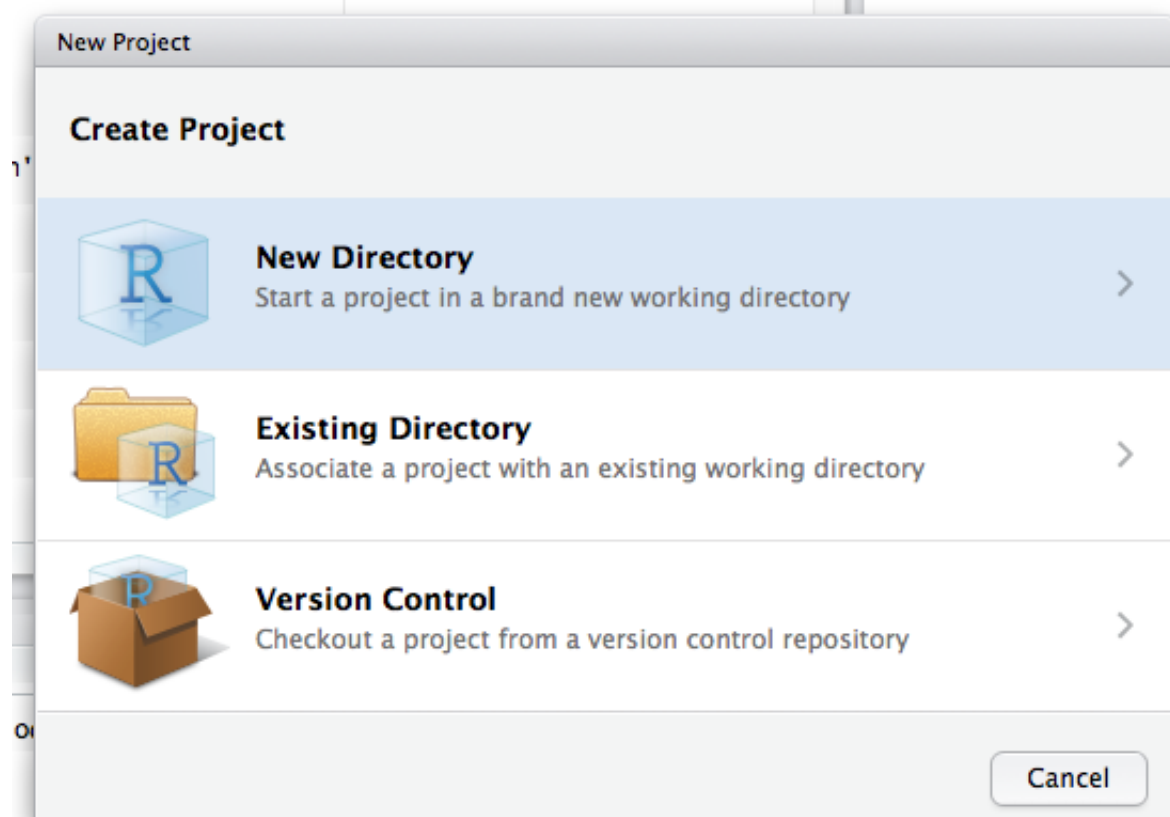 New Project
Create Project
New Directory
Start a project in a brand new working directory
Existing Directory
Associate a project with an existing working directory
Version Control
Checkout a project from a version control repository
Cancel